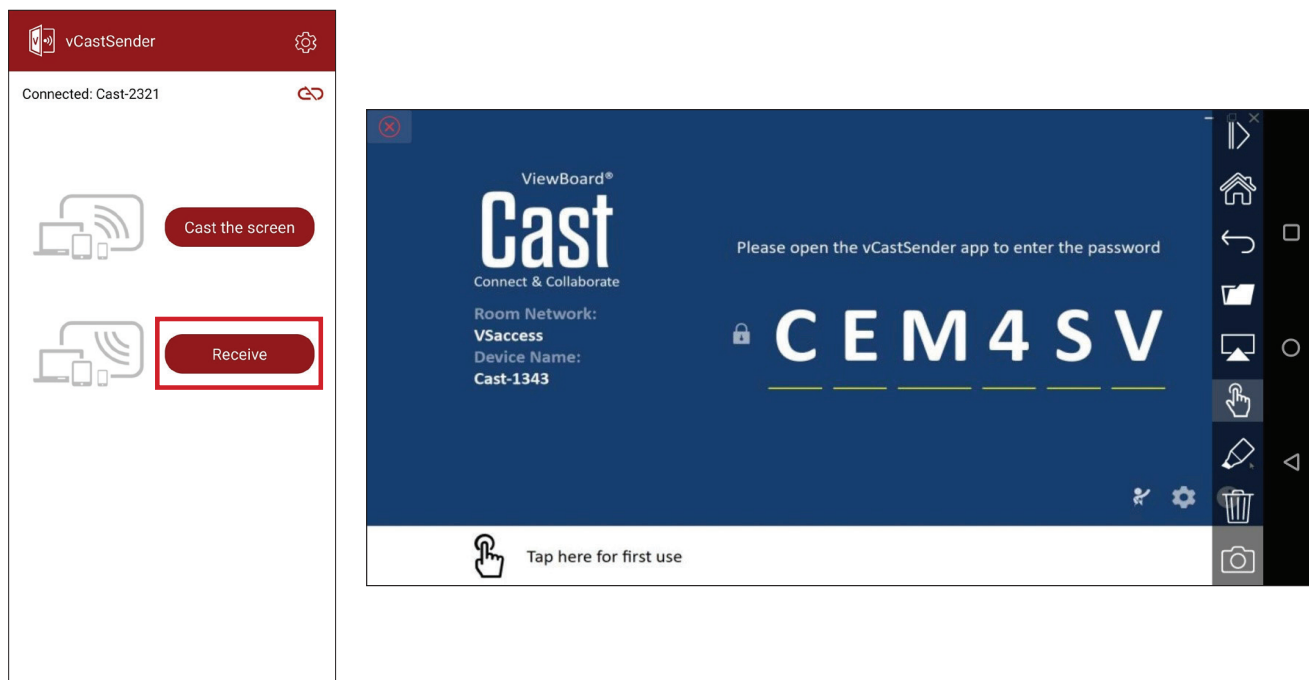 vCastSender
Connected: Cast-2321
Cast the screen
Receive
ViewBoard®
Cast
Connect & Collaborate
Room Network:
VSaccess
Device Name:
Cast-1343
Please open the vCastSender app to enter the password
CEM4SV
Tap here for first use